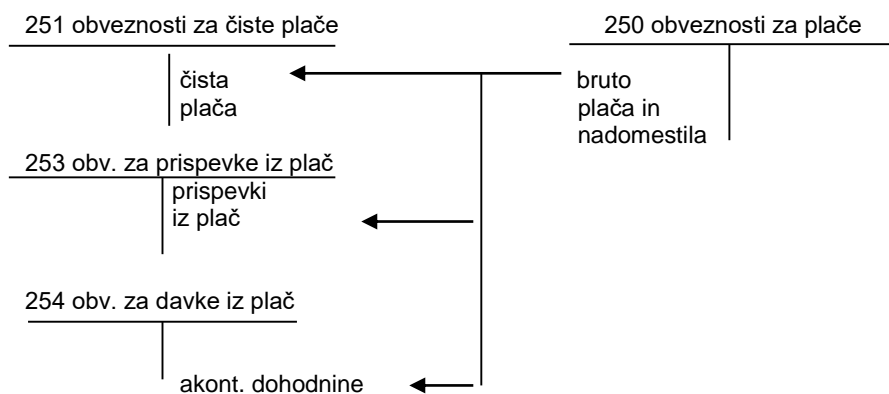 251 obveznosti za čiste plače
250 obveznosti za plače
čista
plača
bruto
plača in
nadomestila
253 obv. za prispevke iz plač
prispevki
iz plač
254 obv. za davke iz plač
akont. dohodnine